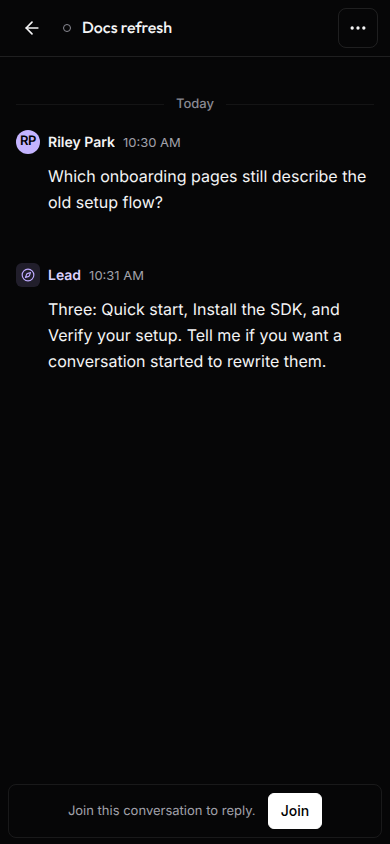 Docs refresh
Today
RP Riley Park 10:30 AM
Which onboarding pages still describe the
old setup flow?
Lead 10:31 AM
Three: Quick start, Install the SDK, and
Verify your setup. Tell me if you want a
conversation started to rewrite them.
Join this conversation to reply. Join